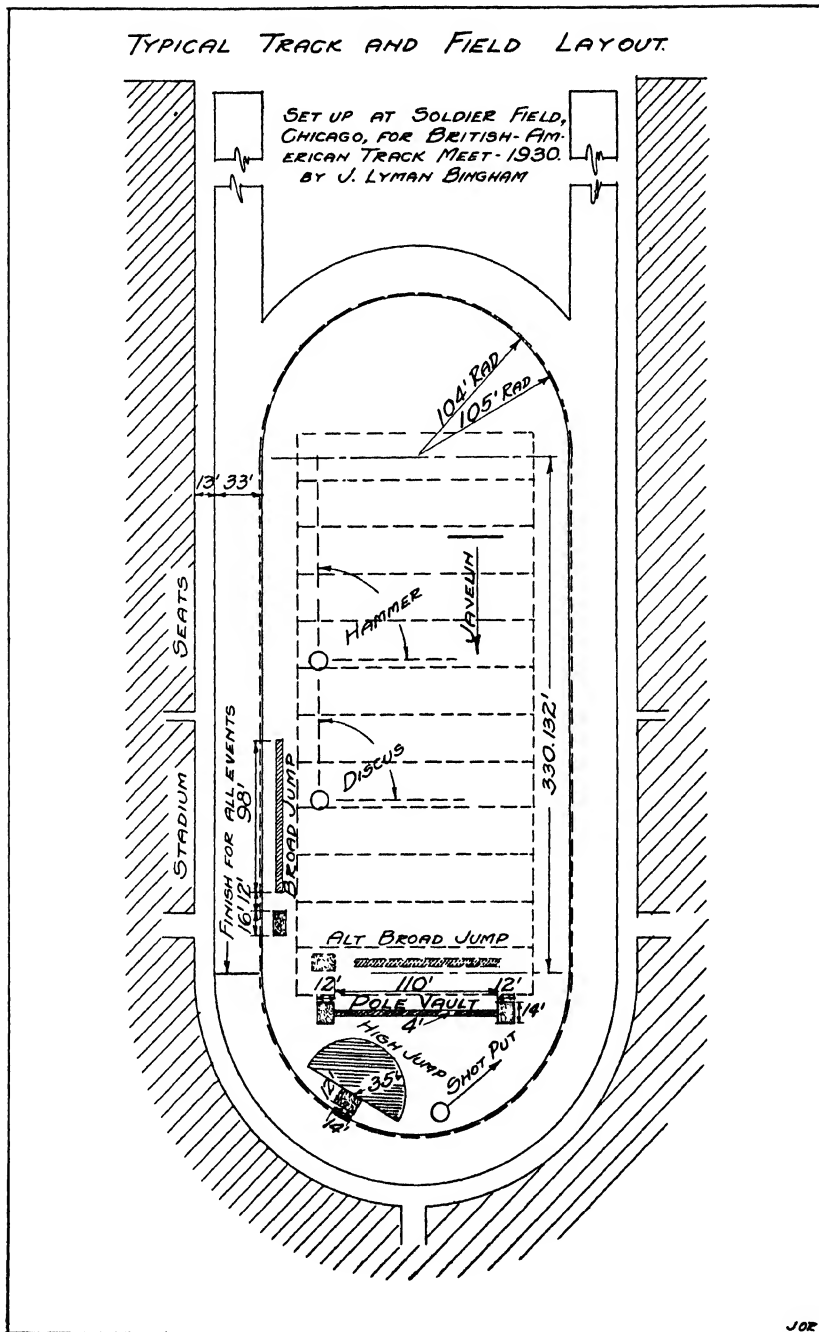 TYPICAL TRACK AND FIELD LAYOUT.
SET UP AT SOLDIER FIELD,
CHICAGO, FOR BRITISH-AM-
ERICAN TRACK MEET-1930.
BY J. LYMAN BINGHAM
104' RAD
105' RAD
13' 33'
SEATS
STADIUM
HAMMER
JAVELIN
DISCUS
330.132'
FINISH FOR ALL EVENTS
98'
16' 12'
BROAD JUMP
ALT BROAD JUMP
12' 110' 12'
POLE VAULT
14'
4'
HIGH JUMP
SHOT PUT
35'
12'
14'
JOR